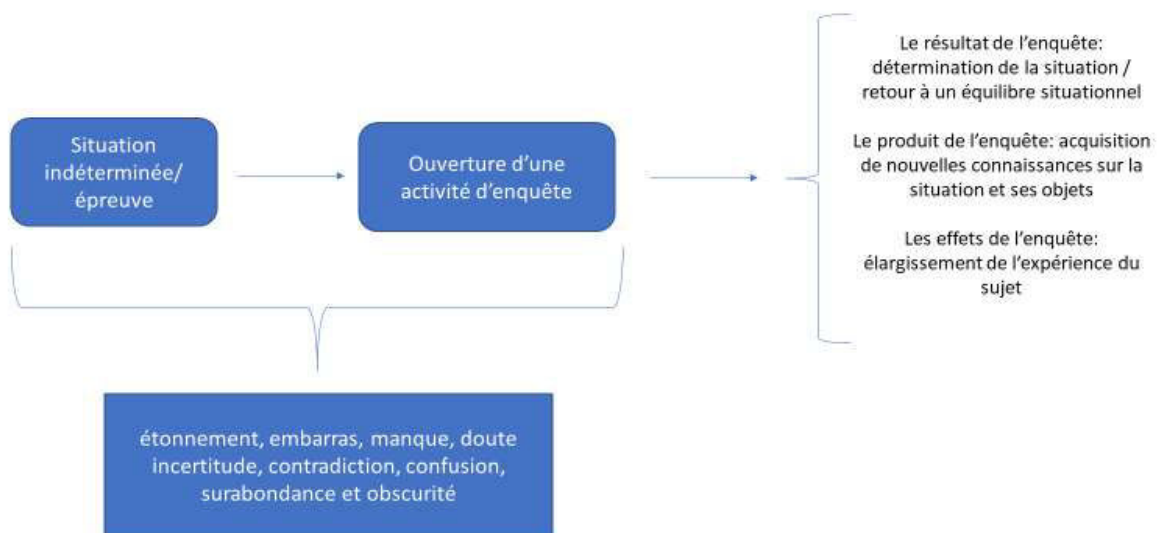 Situation
indéterminée/
épreuve
Ouverture d'une
activité d'enquête
Le résultat de l'enquête:
détermination de la situation /
retour à un équilibre situationnel
Le produit de l'enquête: acquisition
de nouvelles connaissances sur la
situation et ses objets
Les effets de l'enquête:
élargissement de l'expérience du
sujet
étonnement, embarras, manque, doute
incertitude, contradiction, confusion,
surabondance et obscurité